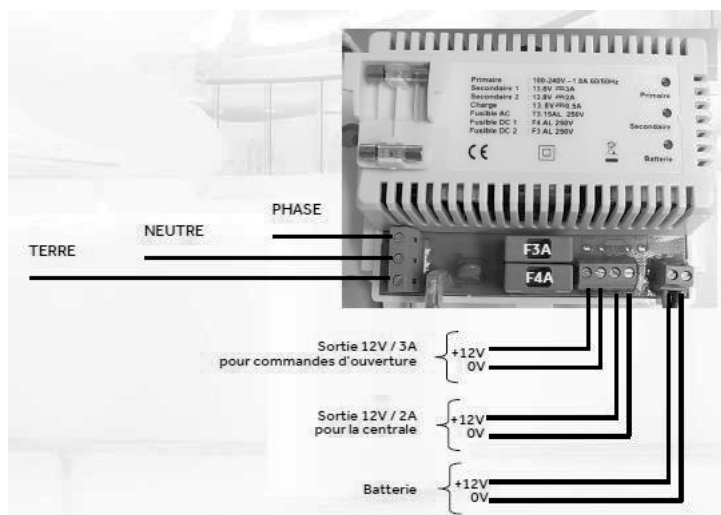 Primaire : 100-240V ~ 1.0A 60/50Hz
Secondaire 1 : 13.8V 3A
Secondaire 2 : 13.8V 2A
Charge : 13.8V 0.5A
Fusible AC : T3.15AL 250V
Fusible DC 1 : F4 AL 250V
Fusible DC 2 : F3 AL 250V
Primaire
Secondaire
Batterie
CE
PHASE
NEUTRE
TERRE
F3A
F4A
Sortie 12V / 3A
pour commandes d'ouverture
+12V
0V
Sortie 12V / 2A
pour la centrale
+12V
0V
Batterie
+12V
0V